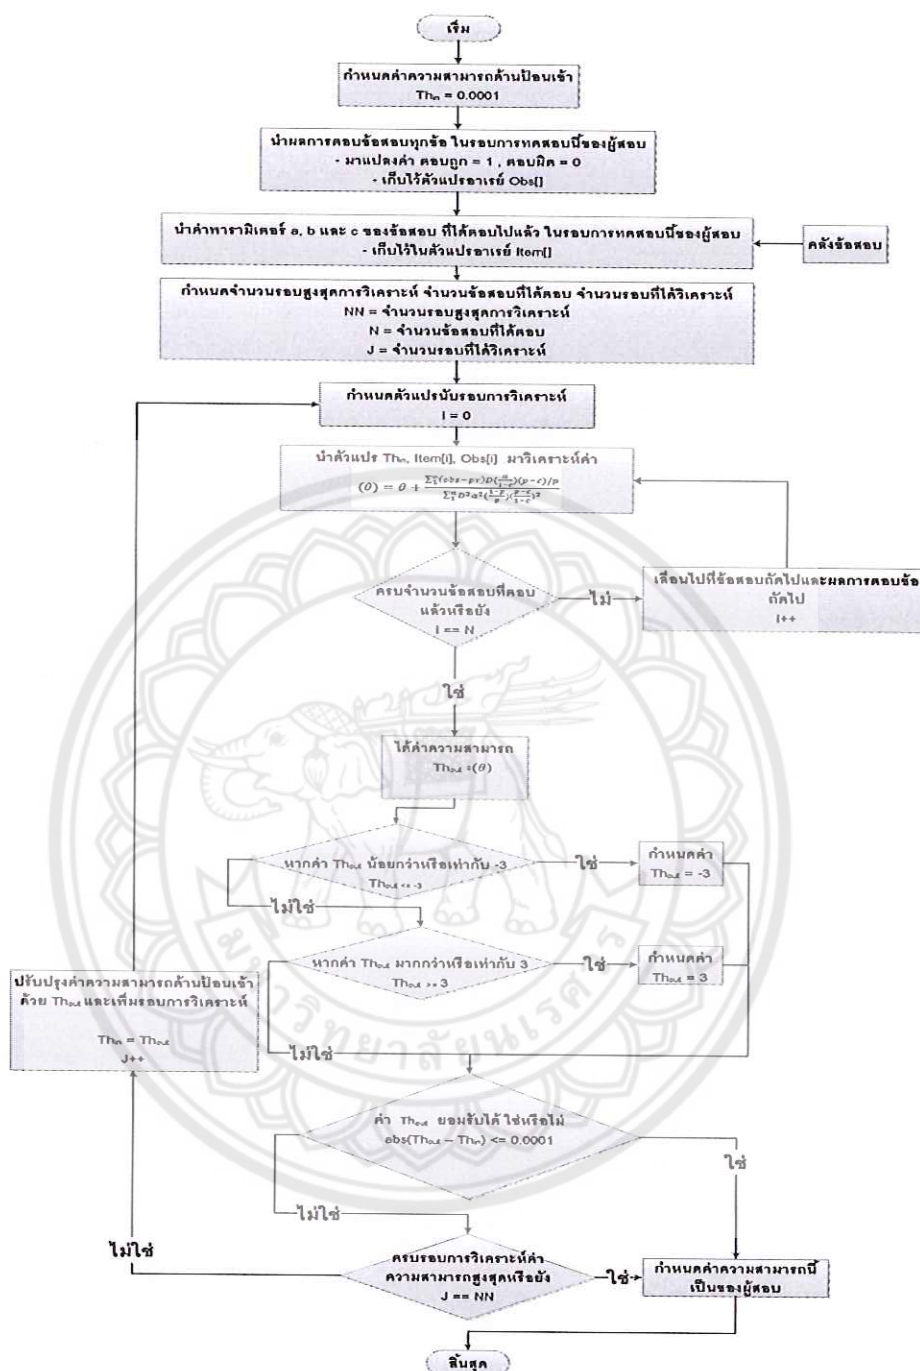 เริ่ม
กำหนดค่าความสามารถด้านป้อนเข้า
Thᵢₙ = 0.0001
นำผลการตอบข้อสอบทุกข้อ ในรอบการทดสอบนี้ของผู้สอบ
- มาแปลงค่า ตอบถูก = 1 , ตอบผิด = 0
- เก็บไว้ตัวแปรอาเรย์ Obs[]
นำค่าพารามิเตอร์ a, b และ c ของข้อสอบ ที่ได้ตอบไปแล้ว ในรอบการทดสอบนี้ของผู้สอบ
- เก็บไว้ในตัวแปรอาเรย์ Item[]
คลังข้อสอบ
กำหนดจำนวนรอบสูงสุดการวิเคราะห์ จำนวนข้อสอบที่ได้ตอบ จำนวนรอบที่ได้วิเคราะห์
NN = จำนวนรอบสูงสุดการวิเคราะห์
N = จำนวนข้อสอบที่ได้ตอบ
J = จำนวนรอบที่ได้วิเคราะห์
กำหนดตัวแปรนับรอบการวิเคราะห์
I = 0
นำตัวแปร Thᵢₙ, Item[i], Obs[i] มาวิเคราะห์ค่า
(θ) = θ +
ครบจำนวนข้อสอบที่ตอบ
แล้วหรือยัง
I == N
ไม่
เลื่อนไปที่ข้อสอบถัดไปและผลการตอบข้อ
ถัดไป
I++
ใช่
ได้ค่าความสามารถ
Thₒᵤₜ =(θ)
หากค่า Thₒᵤₜ น้อยกว่าหรือเท่ากับ -3
Thₒᵤₜ <= -3
ใช่
กำหนดค่า
Thₒᵤₜ = -3
ไม่ใช่
หากค่า Thₒᵤₜ มากกว่าหรือเท่ากับ 3
Thₒᵤₜ >= 3
ใช่
กำหนดค่า
Thₒᵤₜ = 3
ไม่ใช่
ปรับปรุงค่าความสามารถด้านป้อนเข้า
ด้วย Thₒᵤₜ และเพิ่มรอบการวิเคราะห์
Thᵢₙ = Thₒᵤₜ
J++
มหาวิทยาลัยนเรศวร
ค่า Thₒᵤₜ ยอมรับได้ ใช่หรือไม่
abs(Thₒᵤₜ – Thᵢₙ) <= 0.0001
ใช่
ไม่ใช่
ไม่ใช่
ครบรอบการวิเคราะห์ค่า
ความสามารถสูงสุดหรือยัง
J == NN
ใช่
กำหนดค่าความสามารถนี้
เป็นของผู้สอบ
สิ้นสุด